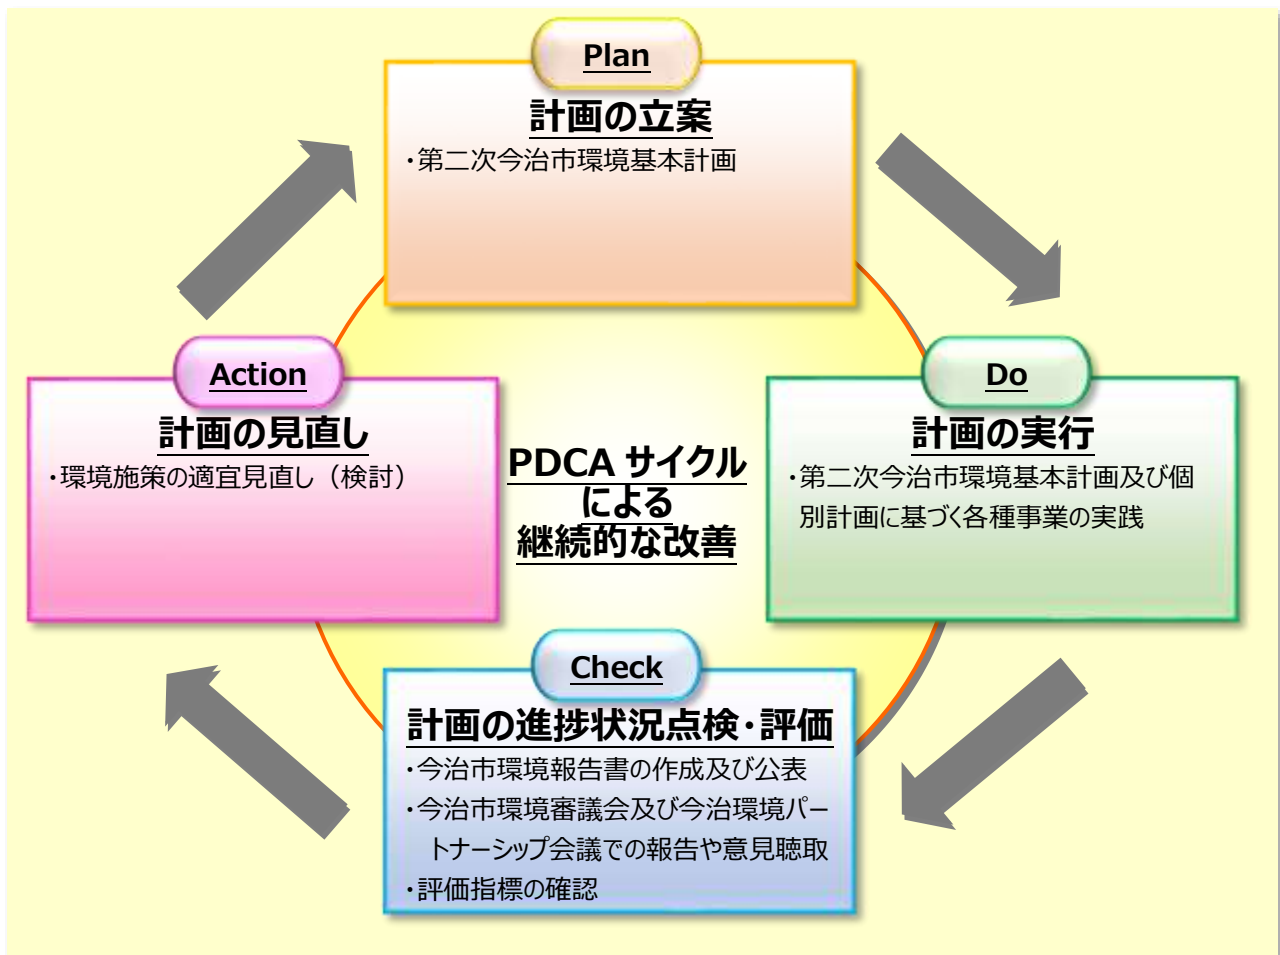 Plan
計画の立案
・第二次今治市環境基本計画
Do
計画の実行
・第二次今治市環境基本計画及び個
別計画に基づく各種事業の実践
Check
計画の進捗状況点検・評価
・今治市環境報告書の作成及び公表
・今治市環境審議会及び今治環境パー
トナーシップ会議での報告や意見聴取
・評価指標の確認
Action
計画の見直し
・環境施策の適宜見直し（検討）
PDCA サイクル
による
継続的な改善